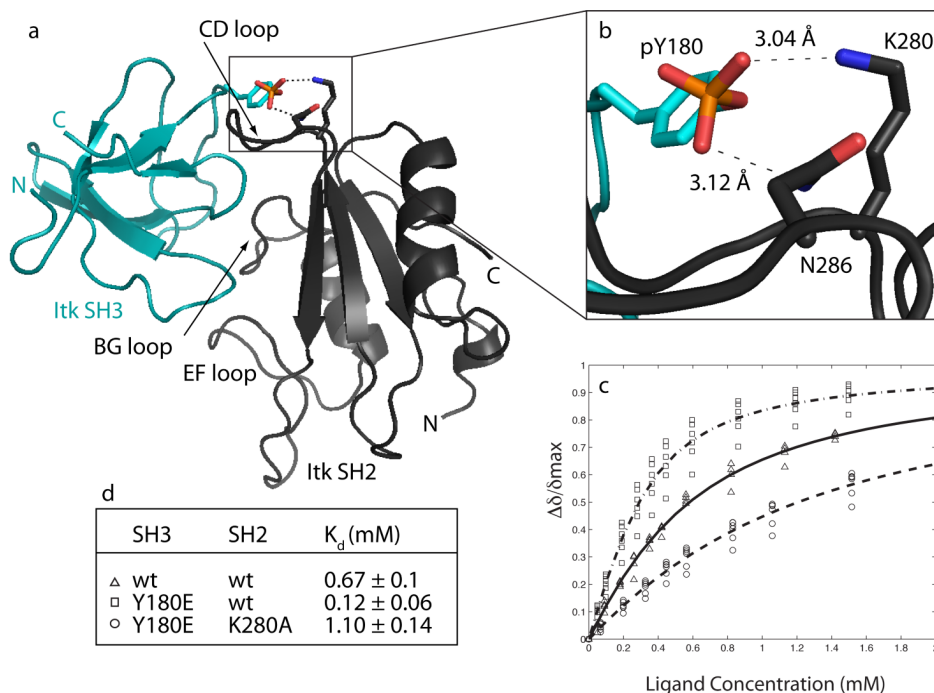 a
CD loop
C
N
Itk SH3
BG loop
EF loop
C
N
Itk SH2
b
pY180
3.04 Å
K280
3.12 Å
N286
c
Δδ/δmax
1
0.9
0.8
0.7
0.6
0.5
0.4
0.3
0.2
0.1
0
0 0.2 0.4 0.6 0.8 1 1.2 1.4 1.6 1.8 2
Ligand Concentration (mM)
d
SH3 SH2 Kd (mM)
△ wt wt 0.67 ± 0.1
□ Y180E wt 0.12 ± 0.06
○ Y180E K280A 1.10 ± 0.14